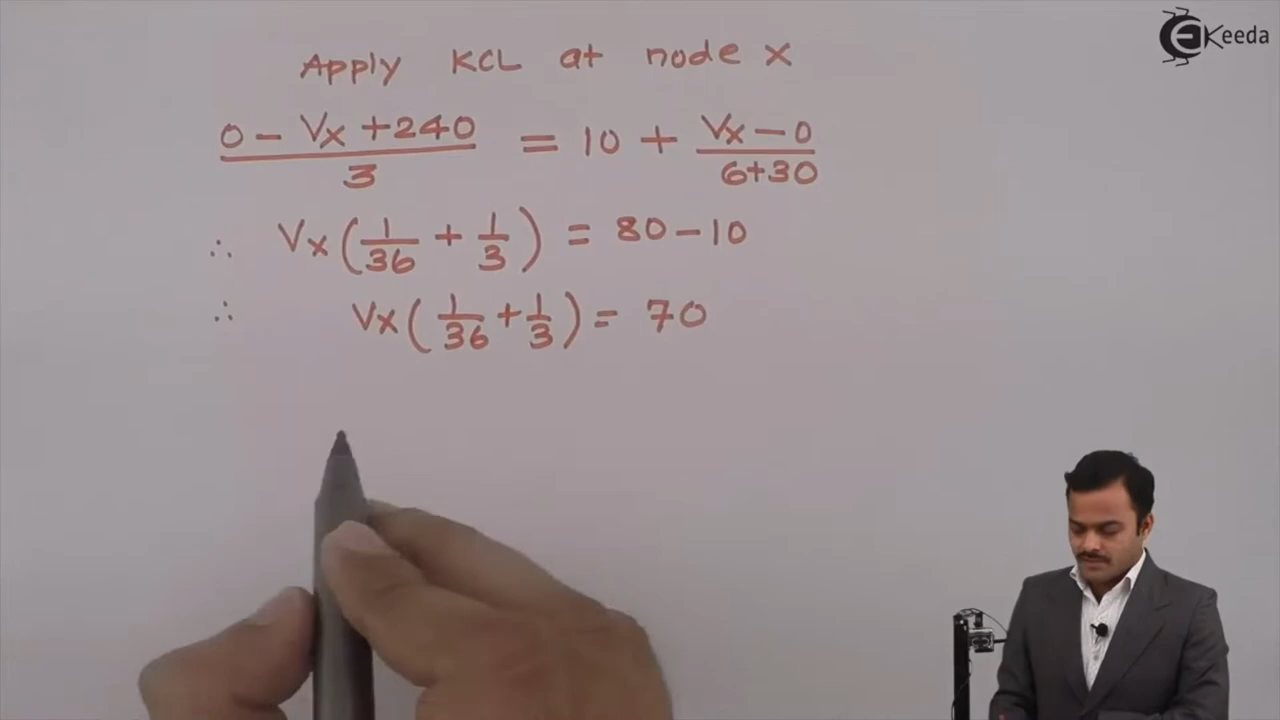 EKeeda
Apply KCL at node X
(0 - Vx + 240)/3 = 10 + (Vx - 0)/(6+30)
∴ Vx(1/36 + 1/3) = 80 - 10
∴ Vx(1/36 + 1/3) = 70